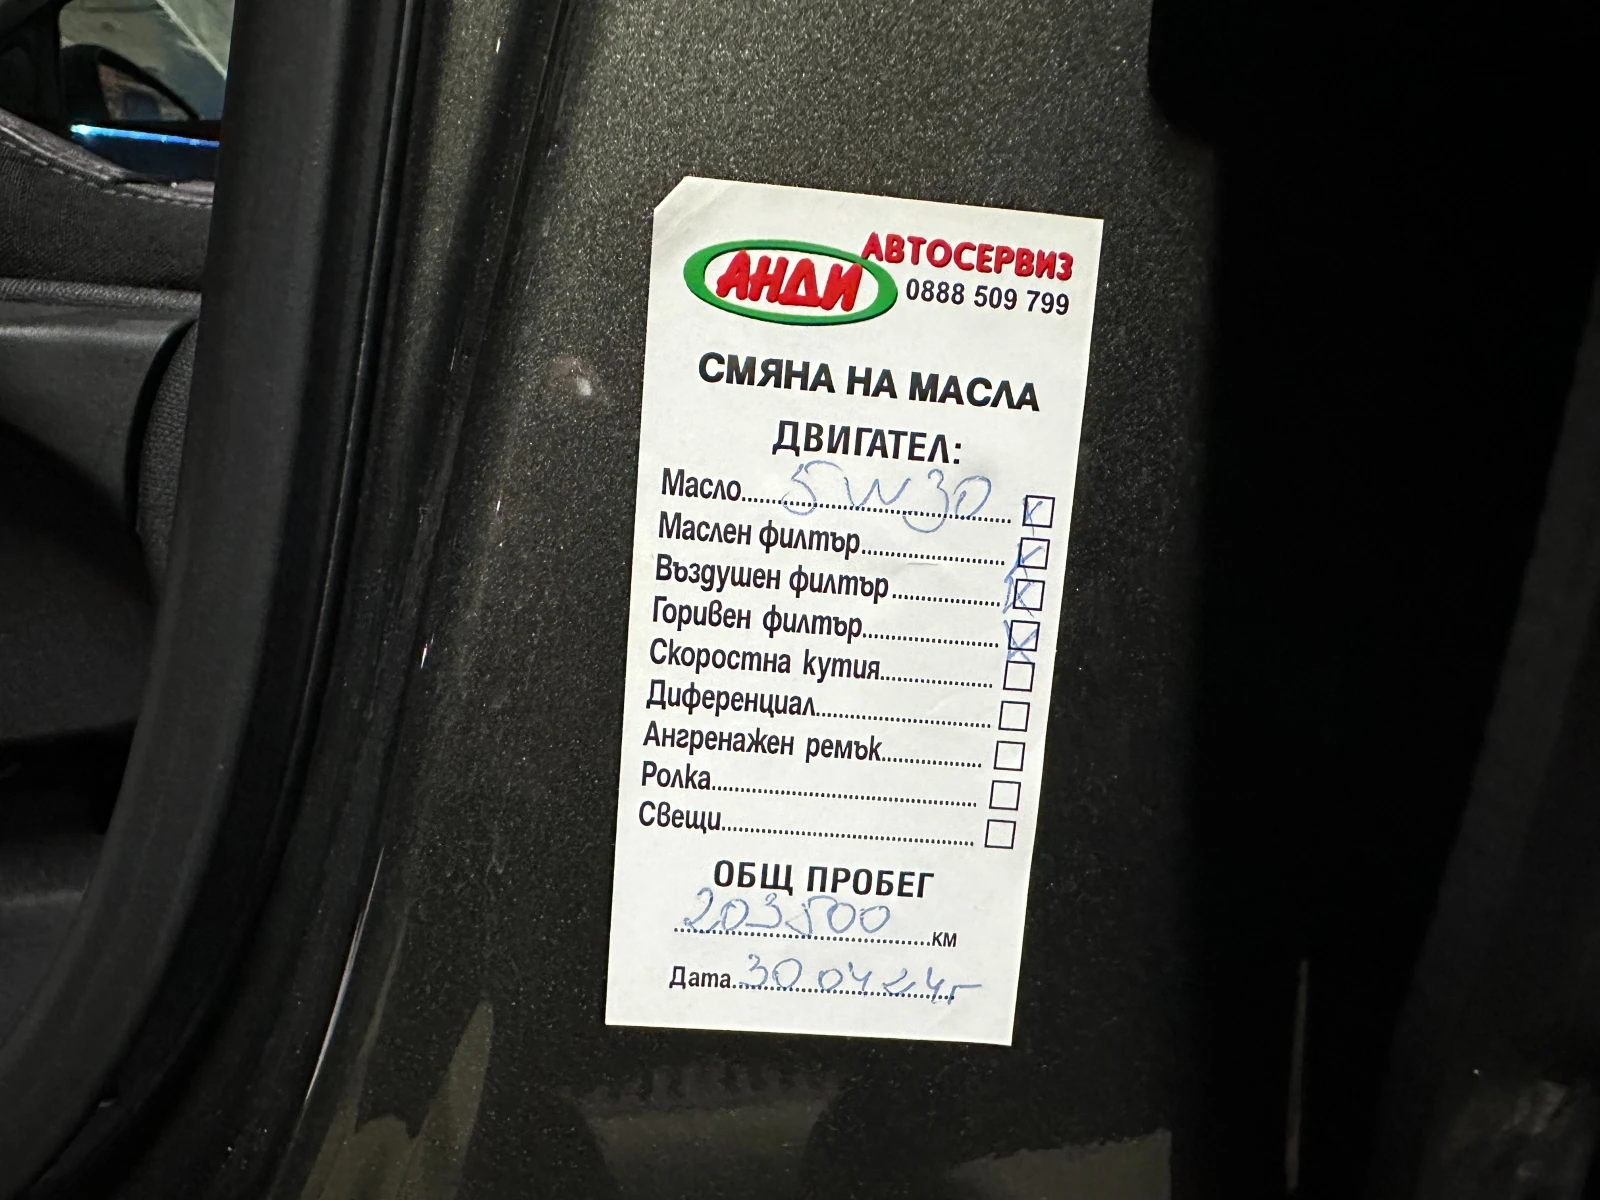 АНДИ АВТОСЕРВИЗ
0888 509 799
СМЯНА НА МАСЛА
ДВИГАТЕЛ:
Масло 5W30
Маслен филтър
Въздушен филтър
Горивен филтър
Скоростна кутия
Диференциал
Ангренажен ремък
Ролка
Свещи
ОБЩ ПРОБЕГ
203500 км
Дата 30 04 24г